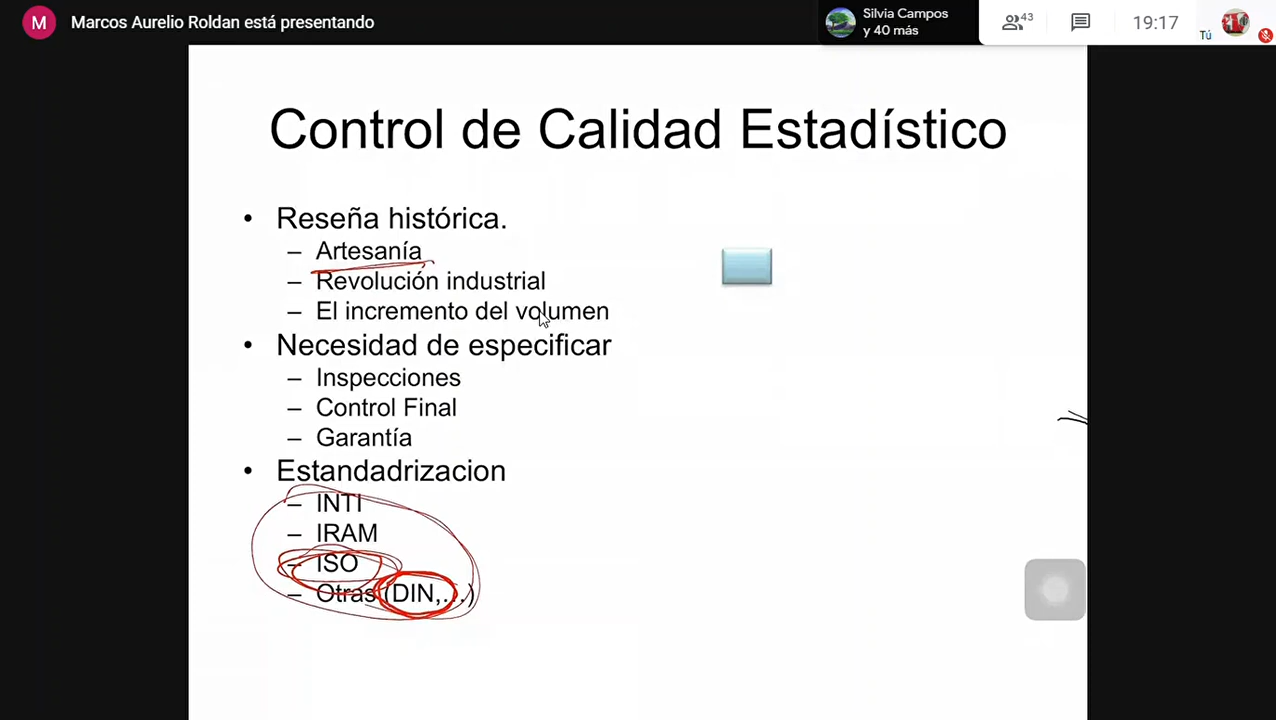 M Marcos Aurelio Roldan está presentando
Silvia Campos
y 40 más
43
19:17
Tú
Control de Calidad Estadístico
• Reseña histórica.
– Artesanía
– Revolución industrial
– El incremento del volumen
• Necesidad de especificar
– Inspecciones
– Control Final
– Garantía
• Estandadrizacion
– INTI
– IRAM
– ISO
– Otras (DIN,…)